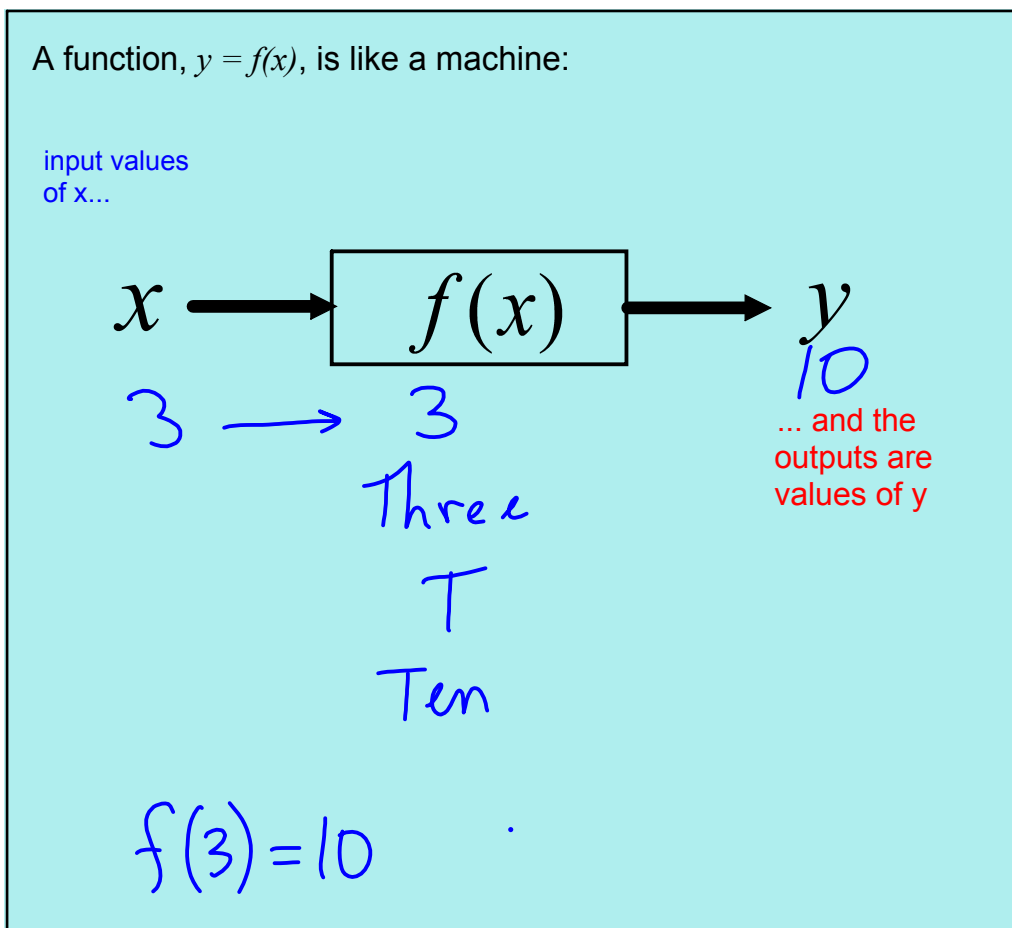 A function, y = f(x), is like a machine:
input values
of x...
x f(x) y
10
3 3
... and the
outputs are
values of y
Three
T
Ten
f(3)=10